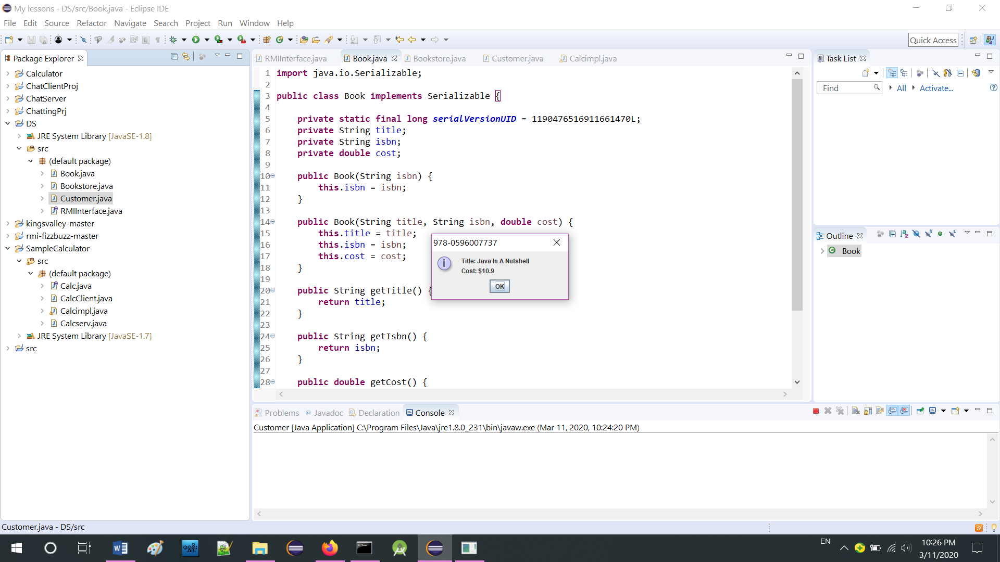 My lessons - DS/src/Book.java - Eclipse IDE
File Edit Source Refactor Navigate Search Project Run Window Help
Quick Access
Package Explorer
Calculator
ChatClientProj
ChatServer
ChattingPrj
DS
JRE System Library [JavaSE-1.8]
src
(default package)
Book.java
Bookstore.java
Customer.java
RMIInterface.java
kingsvalley-master
rmi-fizzbuzz-master
SampleCalculator
src
(default package)
Calc.java
CalcClient.java
Calcimpl.java
Calcserv.java
JRE System Library [JavaSE-1.7]
src
RMIInterface.java Book.java Bookstore.java Customer.java Calcimpl.java
1 import java.io.Serializable;
2
3 public class Book implements Serializable {
4
5 private static final long serialVersionUID = 1190476516911661470L;
6 private String title;
7 private String isbn;
8 private double cost;
9
10 public Book(String isbn) {
11 this.isbn = isbn;
12 }
13
14 public Book(String title, String isbn, double cost) {
15 this.title = title;
16 this.isbn = isbn;
17 this.cost = cost;
18 }
19
20 public String getTitle() {
21 return title;
22 }
23
24 public String getIsbn() {
25 return isbn;
26 }
27
28 public double getCost() {
978-0596007737
Title: Java In A Nutshell
Cost: $10.9
OK
Task List
Find All Activate...
Outline
Book
Problems Javadoc Declaration Console
Customer [Java Application] C:\Program Files\Java\jre1.8.0_231\bin\javaw.exe (Mar 11, 2020, 10:24:20 PM)
Customer.java - DS/src
EN
10:26 PM
3/11/2020